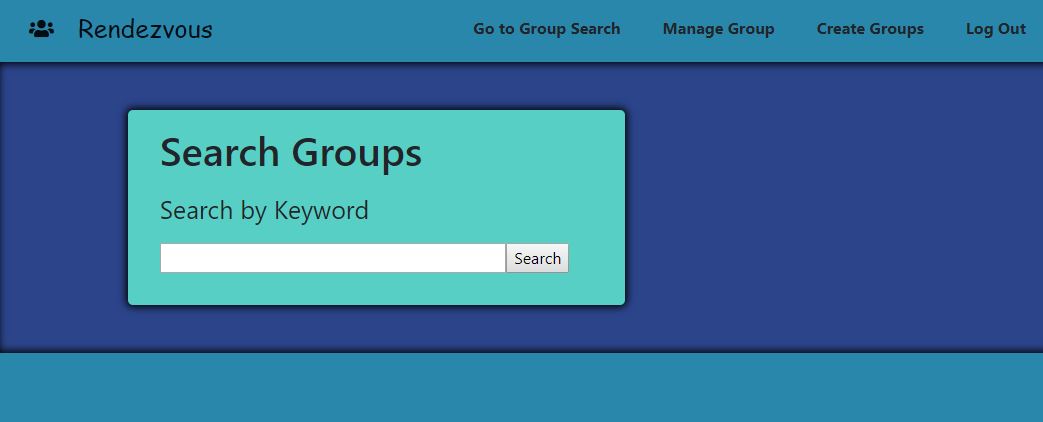 Rendezvous Go to Group Search Manage Group Create Groups Log Out
Search Groups
Search by Keyword
Search